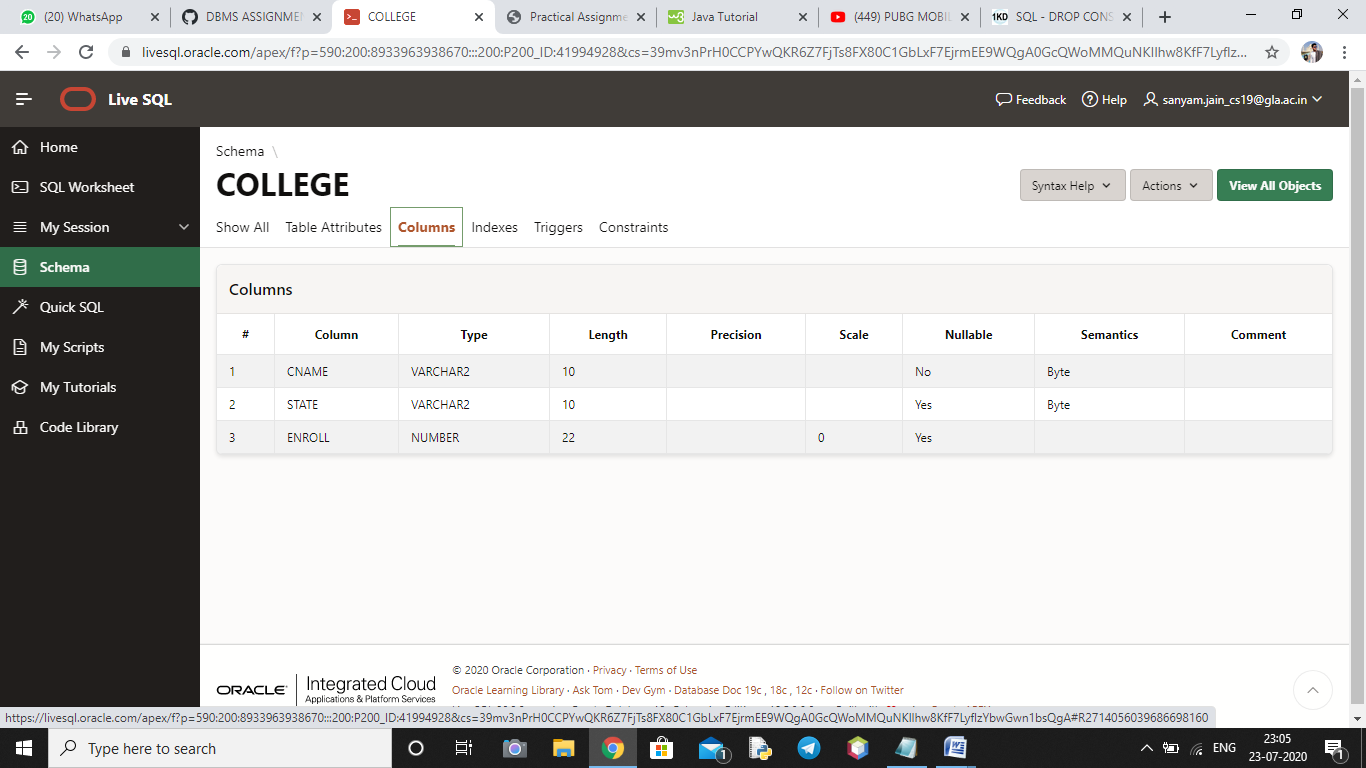 (20) WhatsApp
DBMS ASSIGNMEN
COLLEGE
Practical Assignme
Java Tutorial
(449) PUBG MOBIL
1KD SQL - DROP CONS
livesql.oracle.com/apex/f?p=590:200:8933963938670:::200:P200_ID:41994928&cs=39mv3nPrH0CCPYwQKR6Z7FjTs8FX80C1GbLxF7EjrmEE9WQgA0GcQWoMMQuNKIIhw8KfF7Lyflz...
Live SQL
Feedback
Help
sanyam.jain_cs19@gla.ac.in
Home
SQL Worksheet
My Session
Schema
Quick SQL
My Scripts
My Tutorials
Code Library
Schema \
COLLEGE
Syntax Help
Actions
View All Objects
Show All Table Attributes Columns Indexes Triggers Constraints
Columns
# Column Type Length Precision Scale Nullable Semantics Comment
1 CNAME VARCHAR2 10 No Byte
2 STATE VARCHAR2 10 Yes Byte
3 ENROLL NUMBER 22 0 Yes
ORACLE Integrated Cloud
Applications & Platform Services
© 2020 Oracle Corporation · Privacy · Terms of Use
Oracle Learning Library · Ask Tom · Dev Gym · Database Doc 19c , 18c , 12c · Follow on Twitter
https://livesql.oracle.com/apex/f?p=590:200:8933963938670:::200:P200_ID:41994928&cs=39mv3nPrH0CCPYwQKR6Z7FjTs8FX80C1GbLxF7EjrmEE9WQgA0GcQWoMMQuNKIIhw8KfF7LyflzYbwGwn1bsQgA#R2714056039686698160
Type here to search
1
ENG
23:05
23-07-2020
1